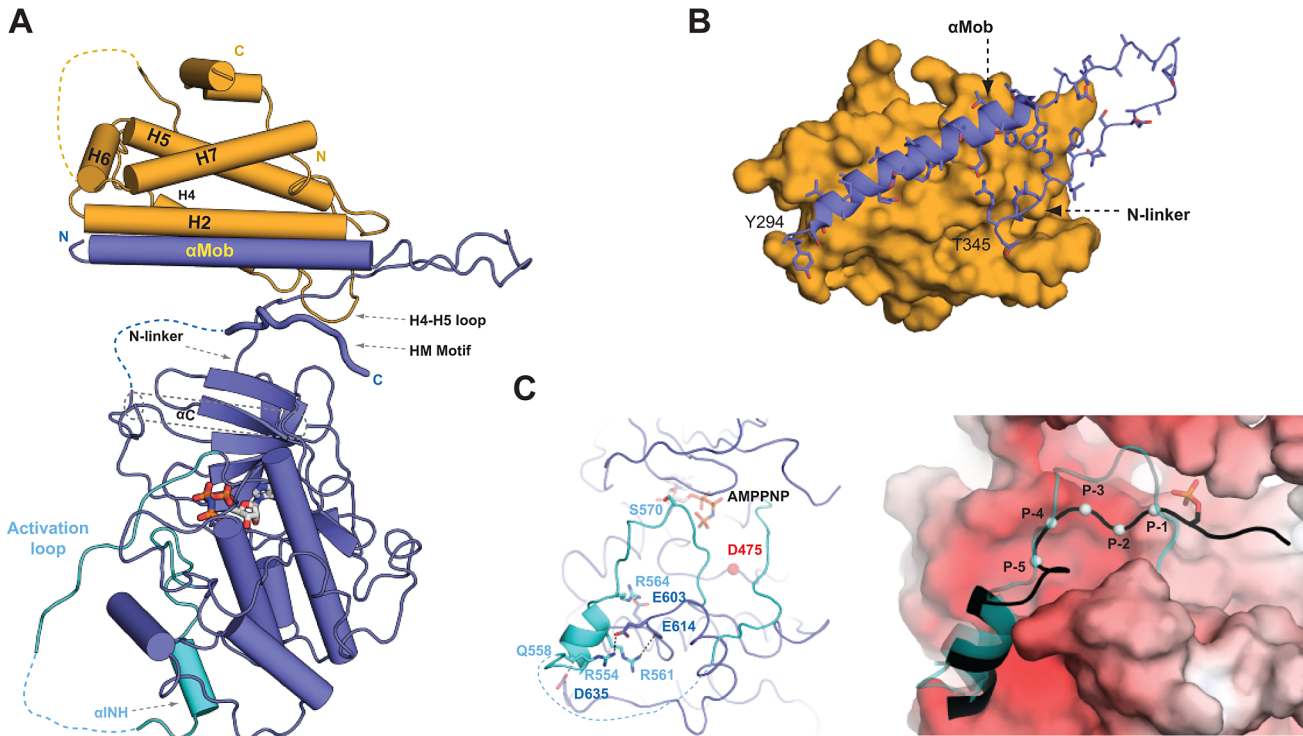 A
C
H5
H6
H7
N
H4
H2
N
αMob
H4-H5 loop
N-linker
HM Motif
C
αC
Activation
loop
αINH
B
αMob
Y294
T345
N-linker
C
S570
AMPPNP
D475
R564
E603
E614
Q558
R554
R561
D635
P-3
P-4
P-1
P-2
P-5